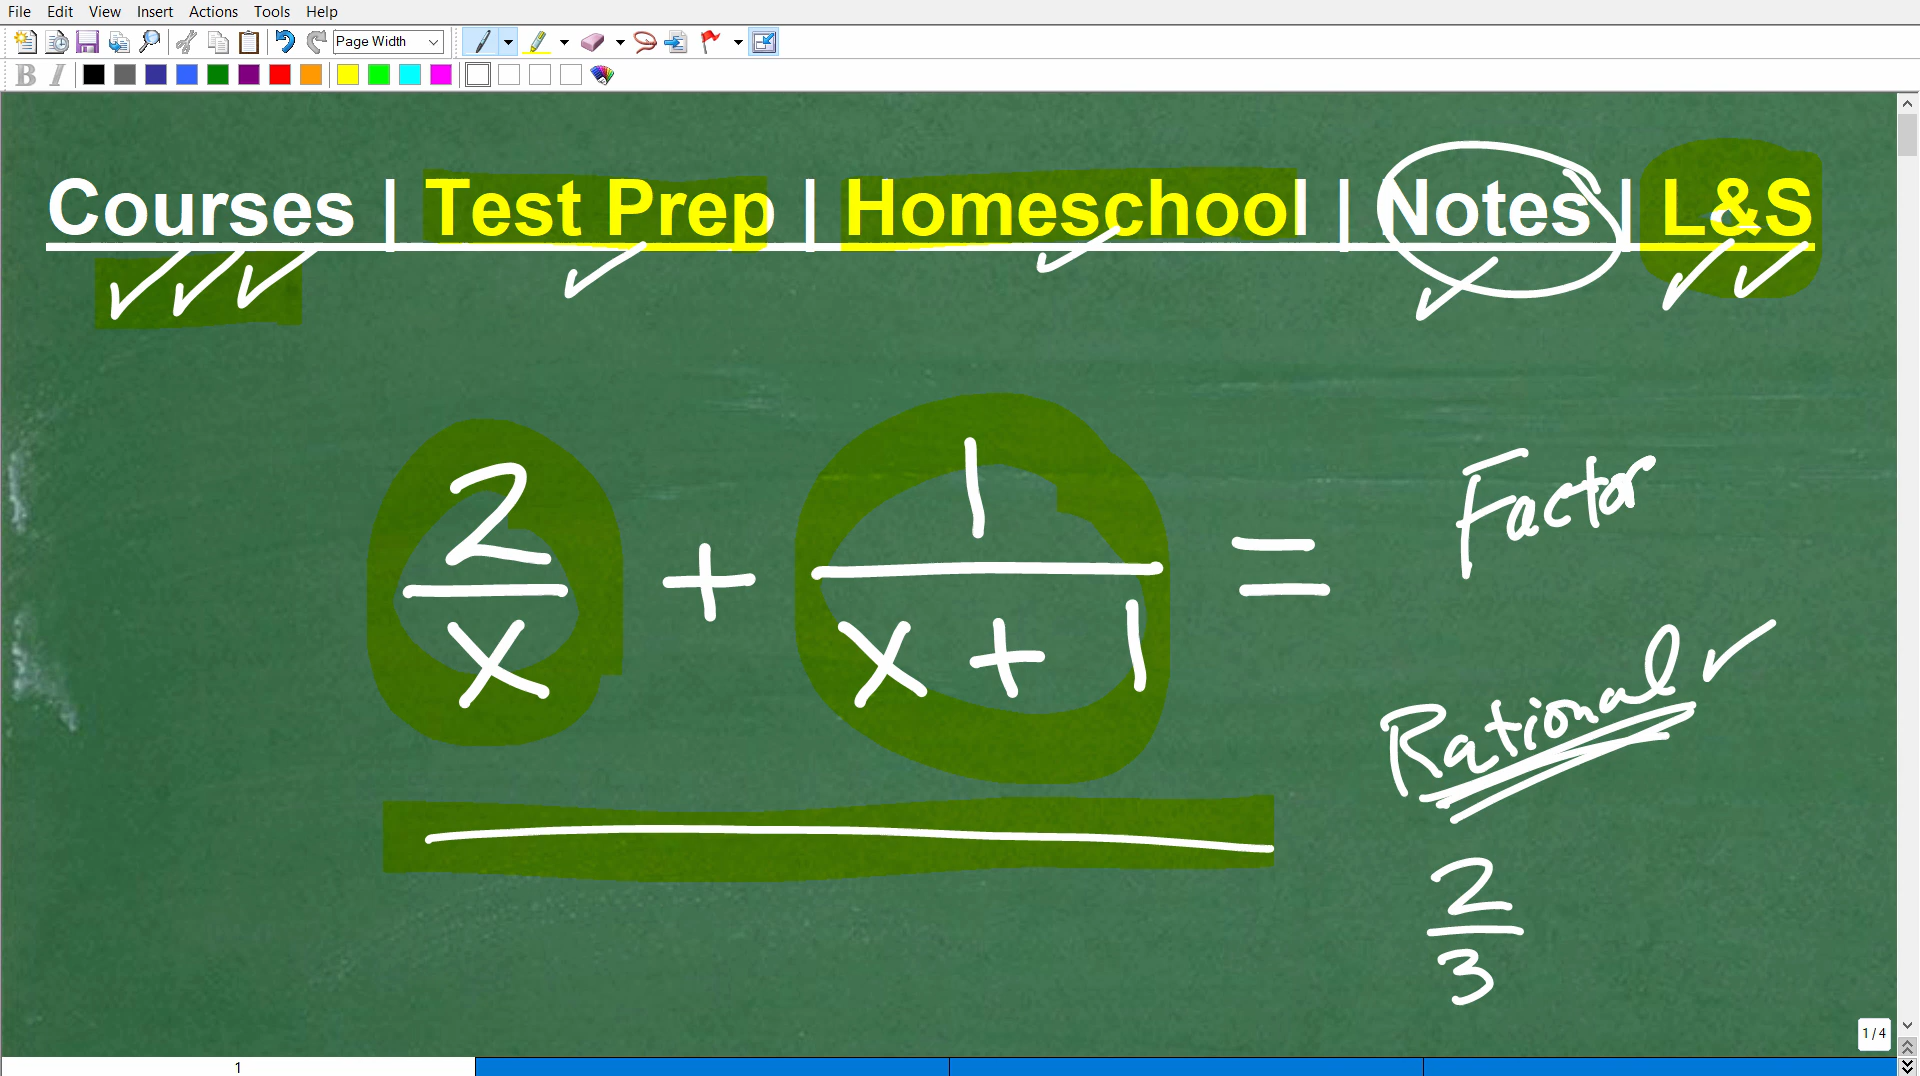 File Edit View Insert Actions Tools Help
Page Width
B I
Courses | Test Prep | Homeschool | Notes | L&S
2/x + 1/(x + 1) =
Factor
Rational
2/3
1 / 4
1